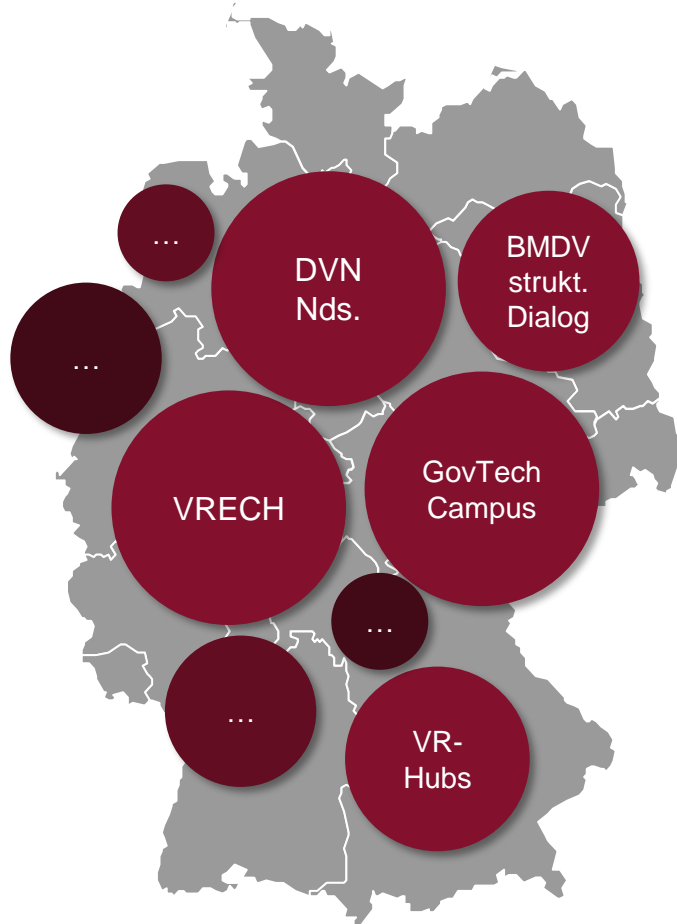 ...
DVN
Nds.
BMDV
strukt.
Dialog
...
VRECH
GovTech
Campus
...
...
VR-
Hubs